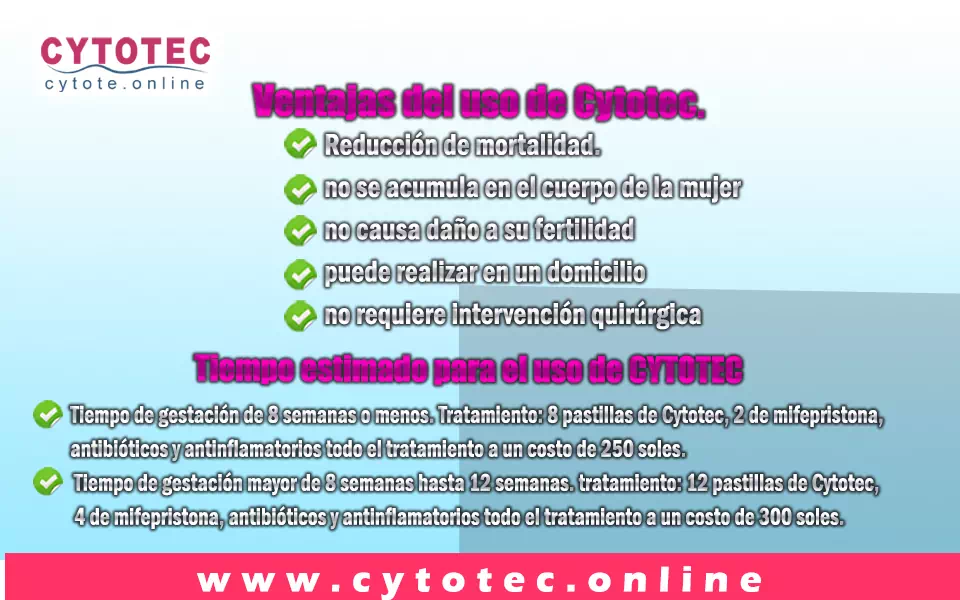 CYTOTEC
cytote.online
Ventajas del uso de Cytotec.
Reducción de mortalidad.
no se acumula en el cuerpo de la mujer
no causa daño a su fertilidad
puede realizar en un domicilio
no requiere intervención quirúrgica
Tiempo estimado para el uso de CYTOTEC
Tiempo de gestación de 8 semanas o menos. Tratamiento: 8 pastillas de Cytotec, 2 de mifepristona,
antibióticos y antinflamatorios todo el tratamiento a un costo de 250 soles.
Tiempo de gestación mayor de 8 semanas hasta 12 semanas. tratamiento: 12 pastillas de Cytotec,
4 de mifepristona, antibióticos y antinflamatorios todo el tratamiento a un costo de 300 soles.
www.cytotec.online